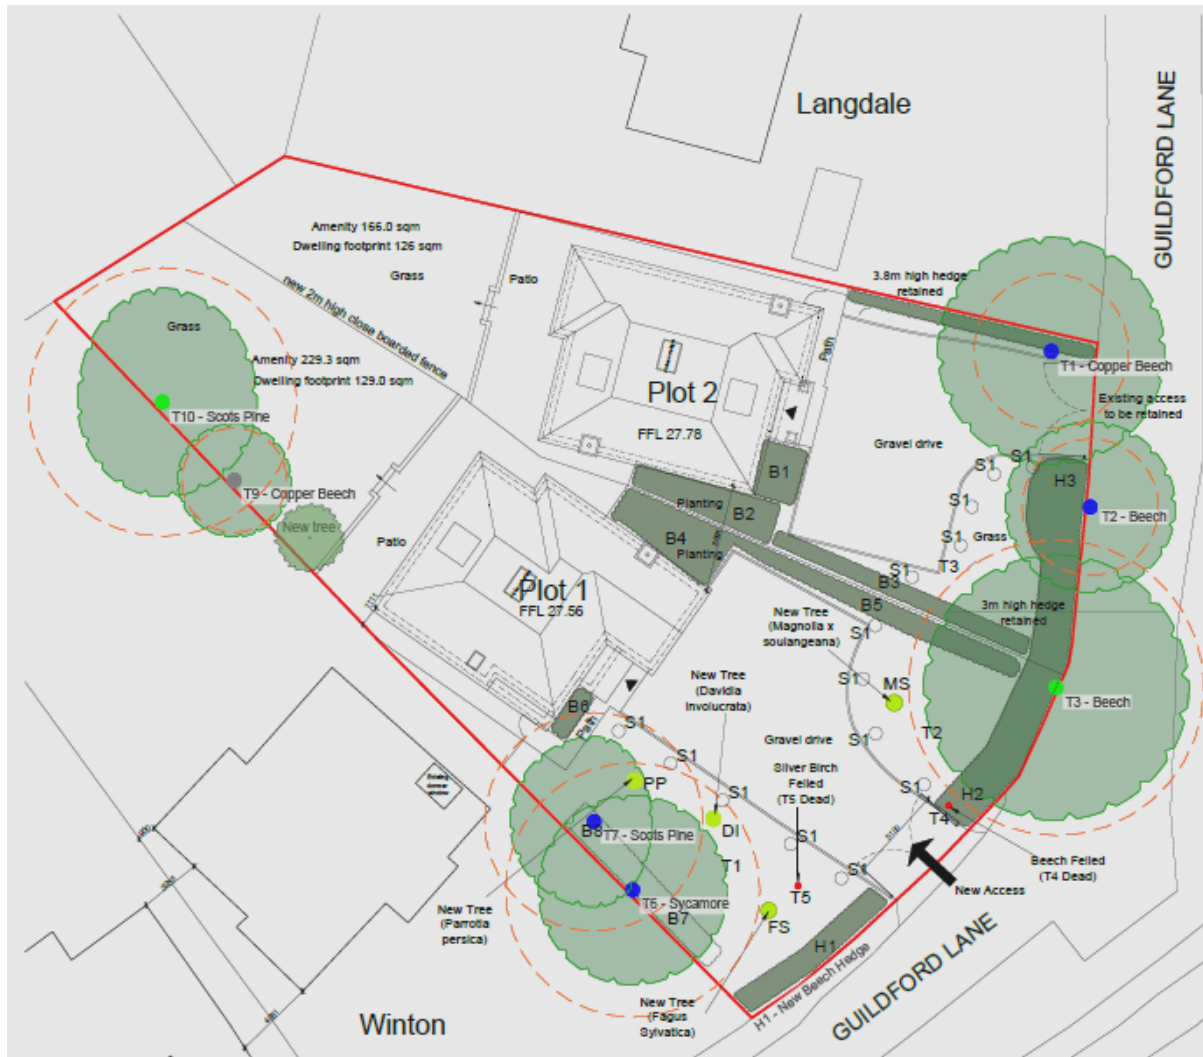 Langdale
GUILDFORD LANE
Amenity 166.0 sqm
Dwelling footprint 126 sqm
Grass
Patio
new 2m high close boarded fence
3.8m high hedge
retained
Grass
Amenity 229.3 sqm
Dwelling footprint 129.0 sqm
Path
T1 - Copper Beech
Plot 2
FFL 27.78
Existing access
to be retained
T10 - Scots Pine
Gravel drive
S1
S1
B1
H3
T9 - Copper Beech
Planting
B2
S1
T2 - Beech
New tree
B4
Planting
S1
Grass
Patio
S1
T3
B3
Plot 1
FFL 27.56
B5
3m high hedge
retained
New Tree
(Magnolia x
soulangeana)
S1
S1
MS
T3 - Beech
New Tree
(Davidia
involucrata)
B6
Path
S1
Gravel drive
S1
T2
S1
Silver Birch
Felled
(T5 Dead)
PP
S1
S1
H2
T4
DI
B8
T7 - Scots Pine
S1
T1
Beech Felled
(T4 Dead)
S1
New Access
T5
T6 - Sycamore
B7
FS
New Tree
(Parrotia
persica)
H1
H1 - New Beech Hedge
New Tree
(Fagus
Sylvatica)
GUILDFORD LANE
Winton